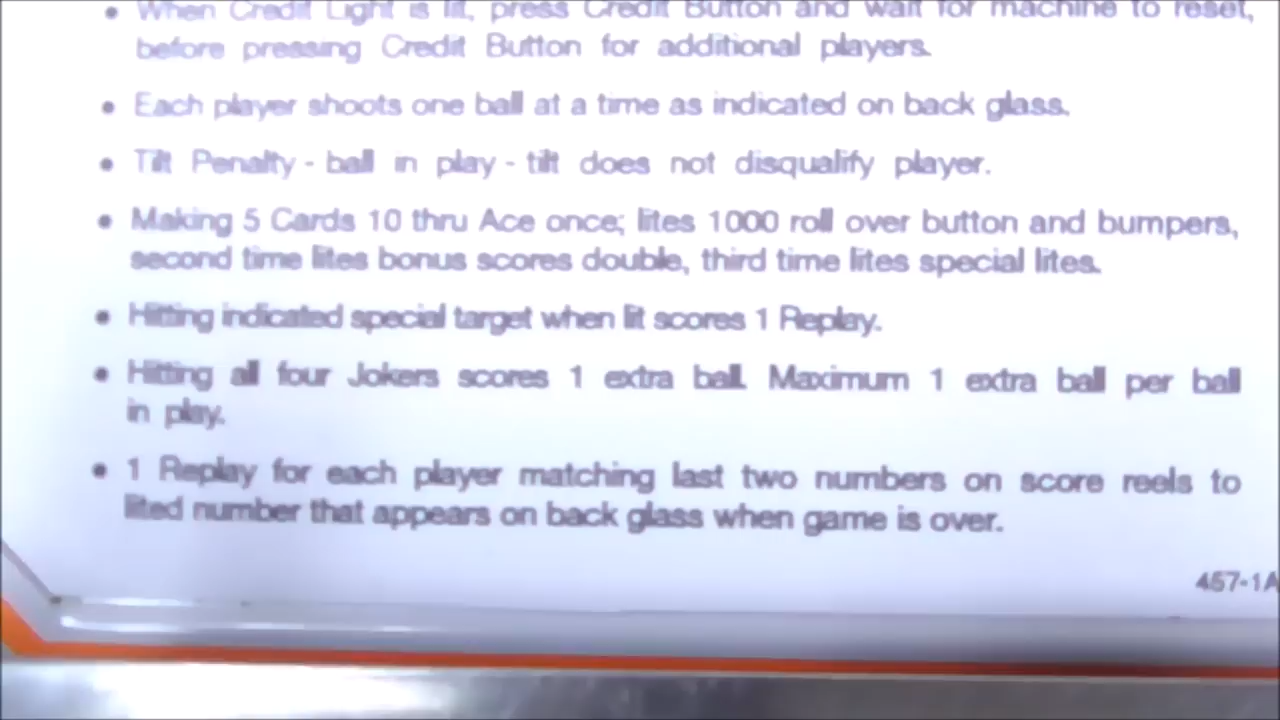 • When Credit Light is lit, press Credit Button and wait for machine to reset,
before pressing Credit Button for additional players.
• Each player shoots one ball at a time as indicated on back glass.
• Tilt Penalty - ball in play - tilt does not disqualify player.
• Making 5 Cards 10 thru Ace once; lites 1000 roll over button and bumpers,
second time lites bonus scores double, third time lites special lites.
• Hitting indicated special target when lit scores 1 Replay.
• Hitting all four Jokers scores 1 extra ball. Maximum 1 extra ball per ball
in play.
• 1 Replay for each player matching last two numbers on score reels to
lited number that appears on back glass when game is over.
457-1A